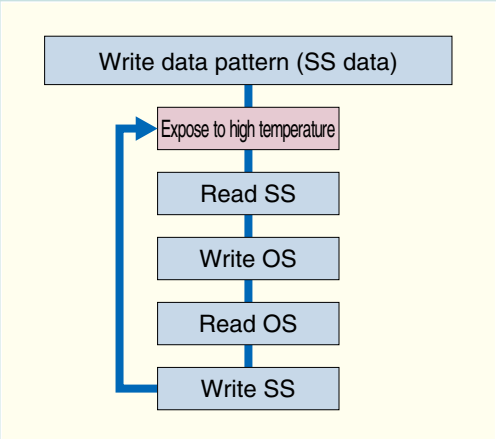 Write data pattern (SS data)
Expose to high temperature
Read SS
Write OS
Read OS
Write SS